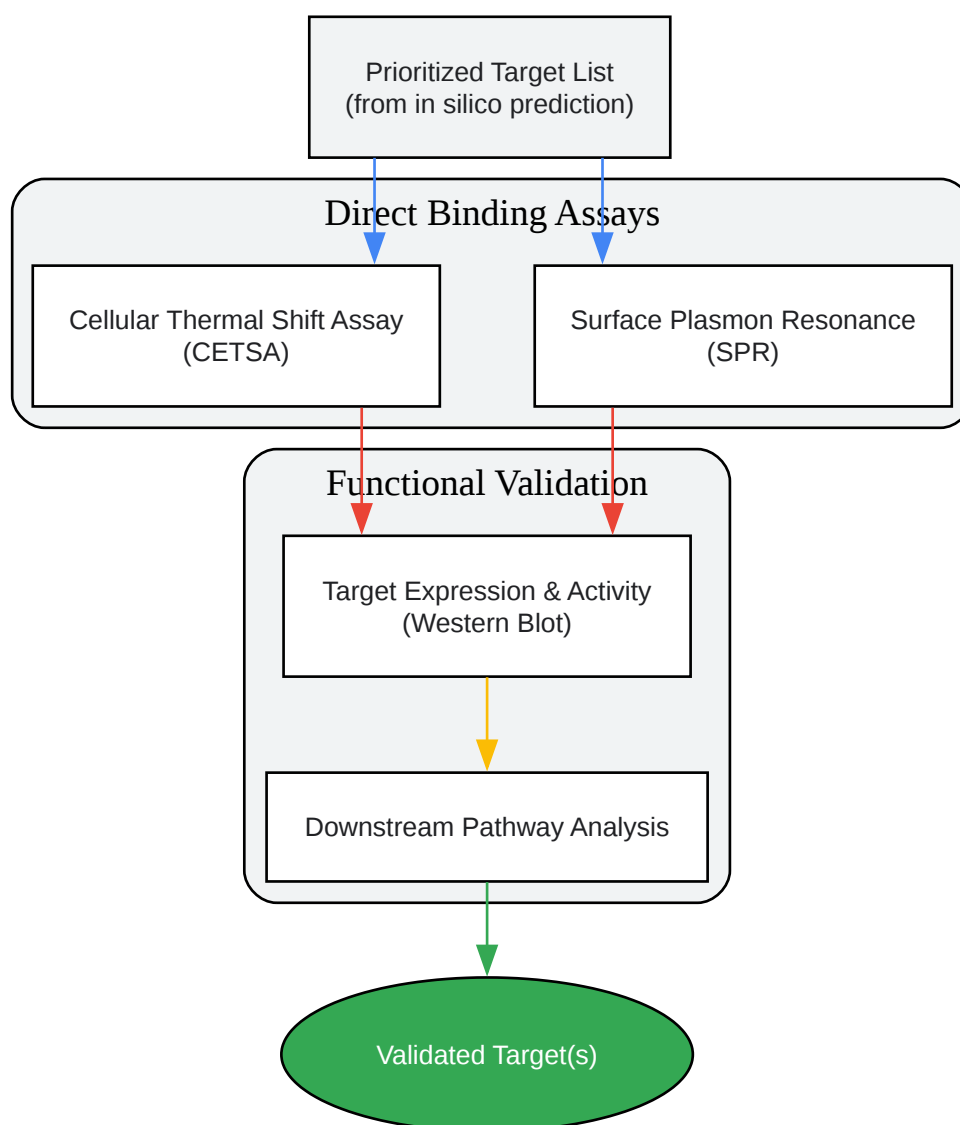 Prioritized Target List
(from in silico prediction)
Direct Binding Assays
Cellular Thermal Shift Assay
(CETSA)
Surface Plasmon Resonance
(SPR)
Functional Validation
Target Expression & Activity
(Western Blot)
Downstream Pathway Analysis
Validated Target(s)